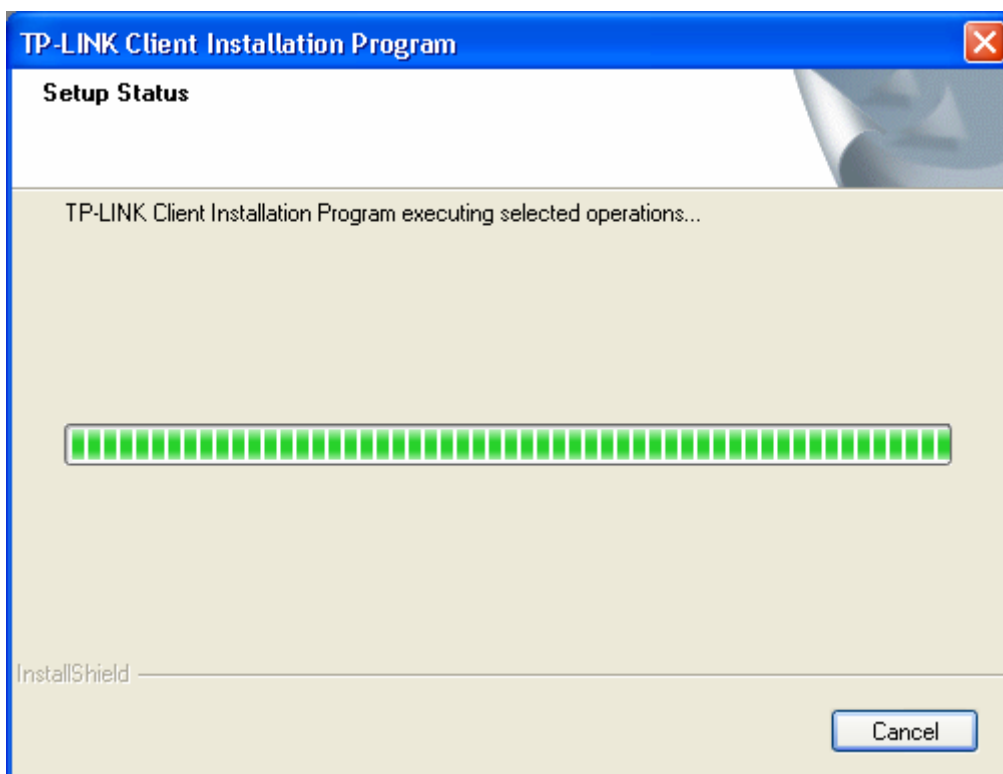 TP-LINK Client Installation Program
Setup Status
TP-LINK Client Installation Program executing selected operations...
InstallShield
Cancel